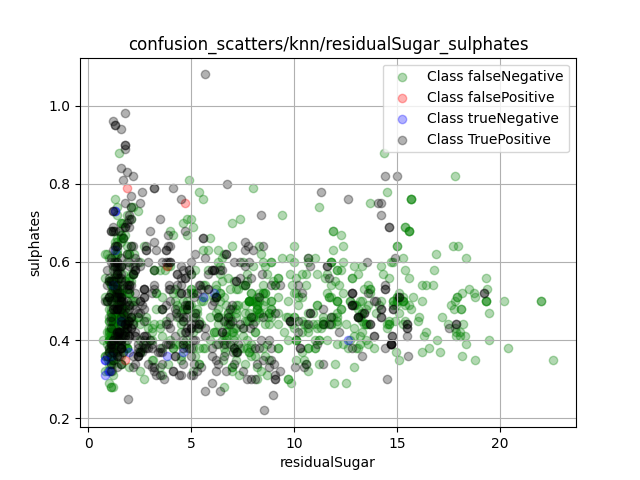 confusion_scatters/knn/residualSugar_sulphates
Class falseNegative
Class falsePositive
Class trueNegative
Class TruePositive
1.0
0.8
0.6
0.4
0.2
sulphates
0 5 10 15 20
residualSugar